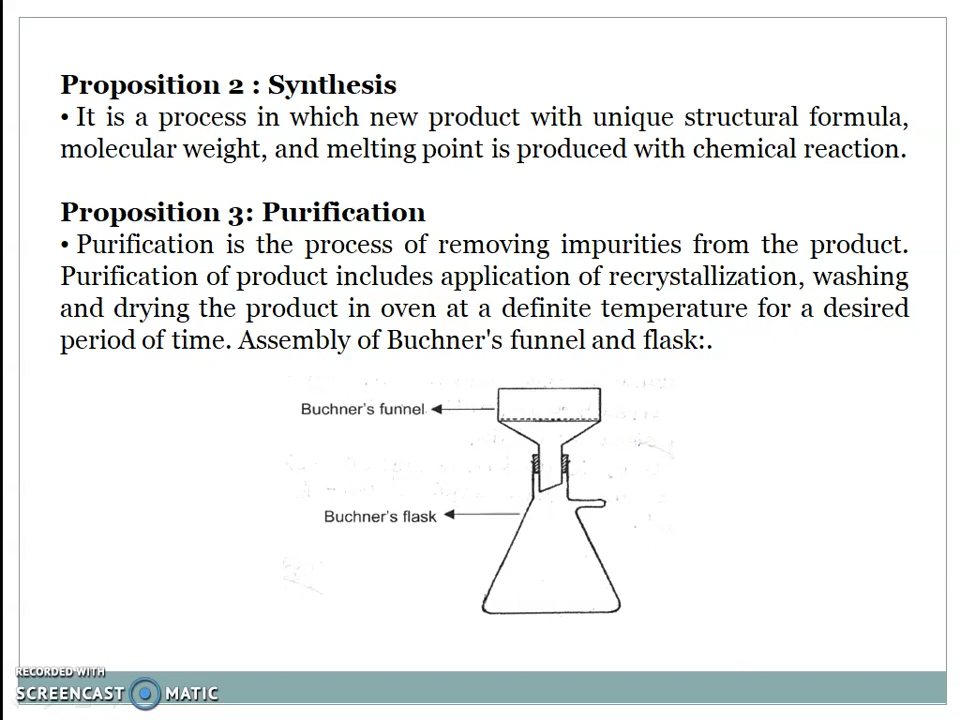 Proposition 2 : Synthesis
• It is a process in which new product with unique structural formula,
molecular weight, and melting point is produced with chemical reaction.
Proposition 3: Purification
• Purification is the process of removing impurities from the product.
Purification of product includes application of recrystallization, washing
and drying the product in oven at a definite temperature for a desired
period of time. Assembly of Buchner's funnel and flask:.
Buchner's funnel
Buchner's flask
RECORDED WITH
SCREENCAST MATIC